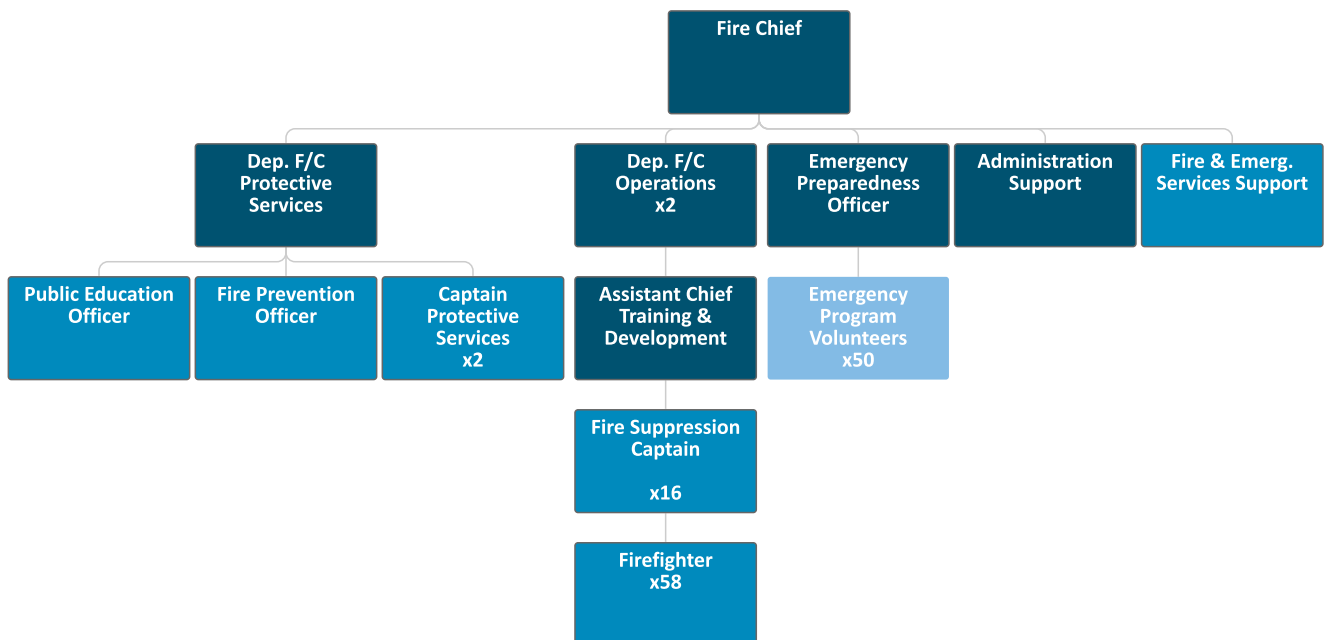 Fire Chief
Dep. F/C
Protective
Services
Dep. F/C
Operations
x2
Emergency
Preparedness
Officer
Administration
Support
Fire & Emerg.
Services Support
Public Education
Officer
Fire Prevention
Officer
Captain
Protective
Services
x2
Assistant Chief
Training &
Development
Emergency
Program
Volunteers
x50
Fire Suppression
Captain
x16
Firefighter
x58